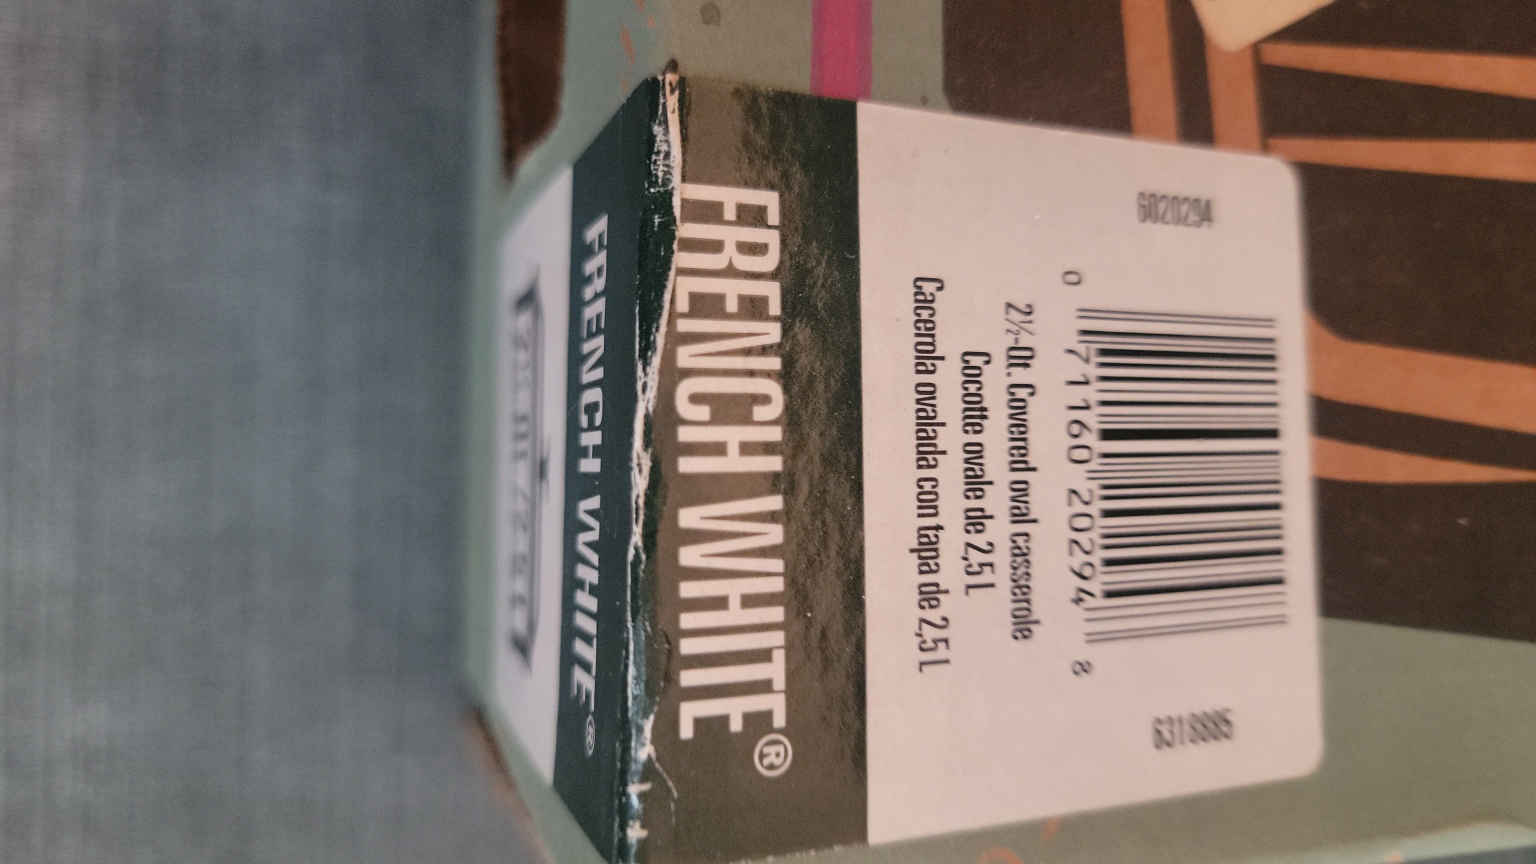 FRENCH WHITE®
FRENCH WHITE®
Cacerola ovalada con tapa de 2,5 L
Cocotte ovale de 2,5 L
2½-Qt. Covered oval casserole
0 71160 20294 8
6020294
6318885